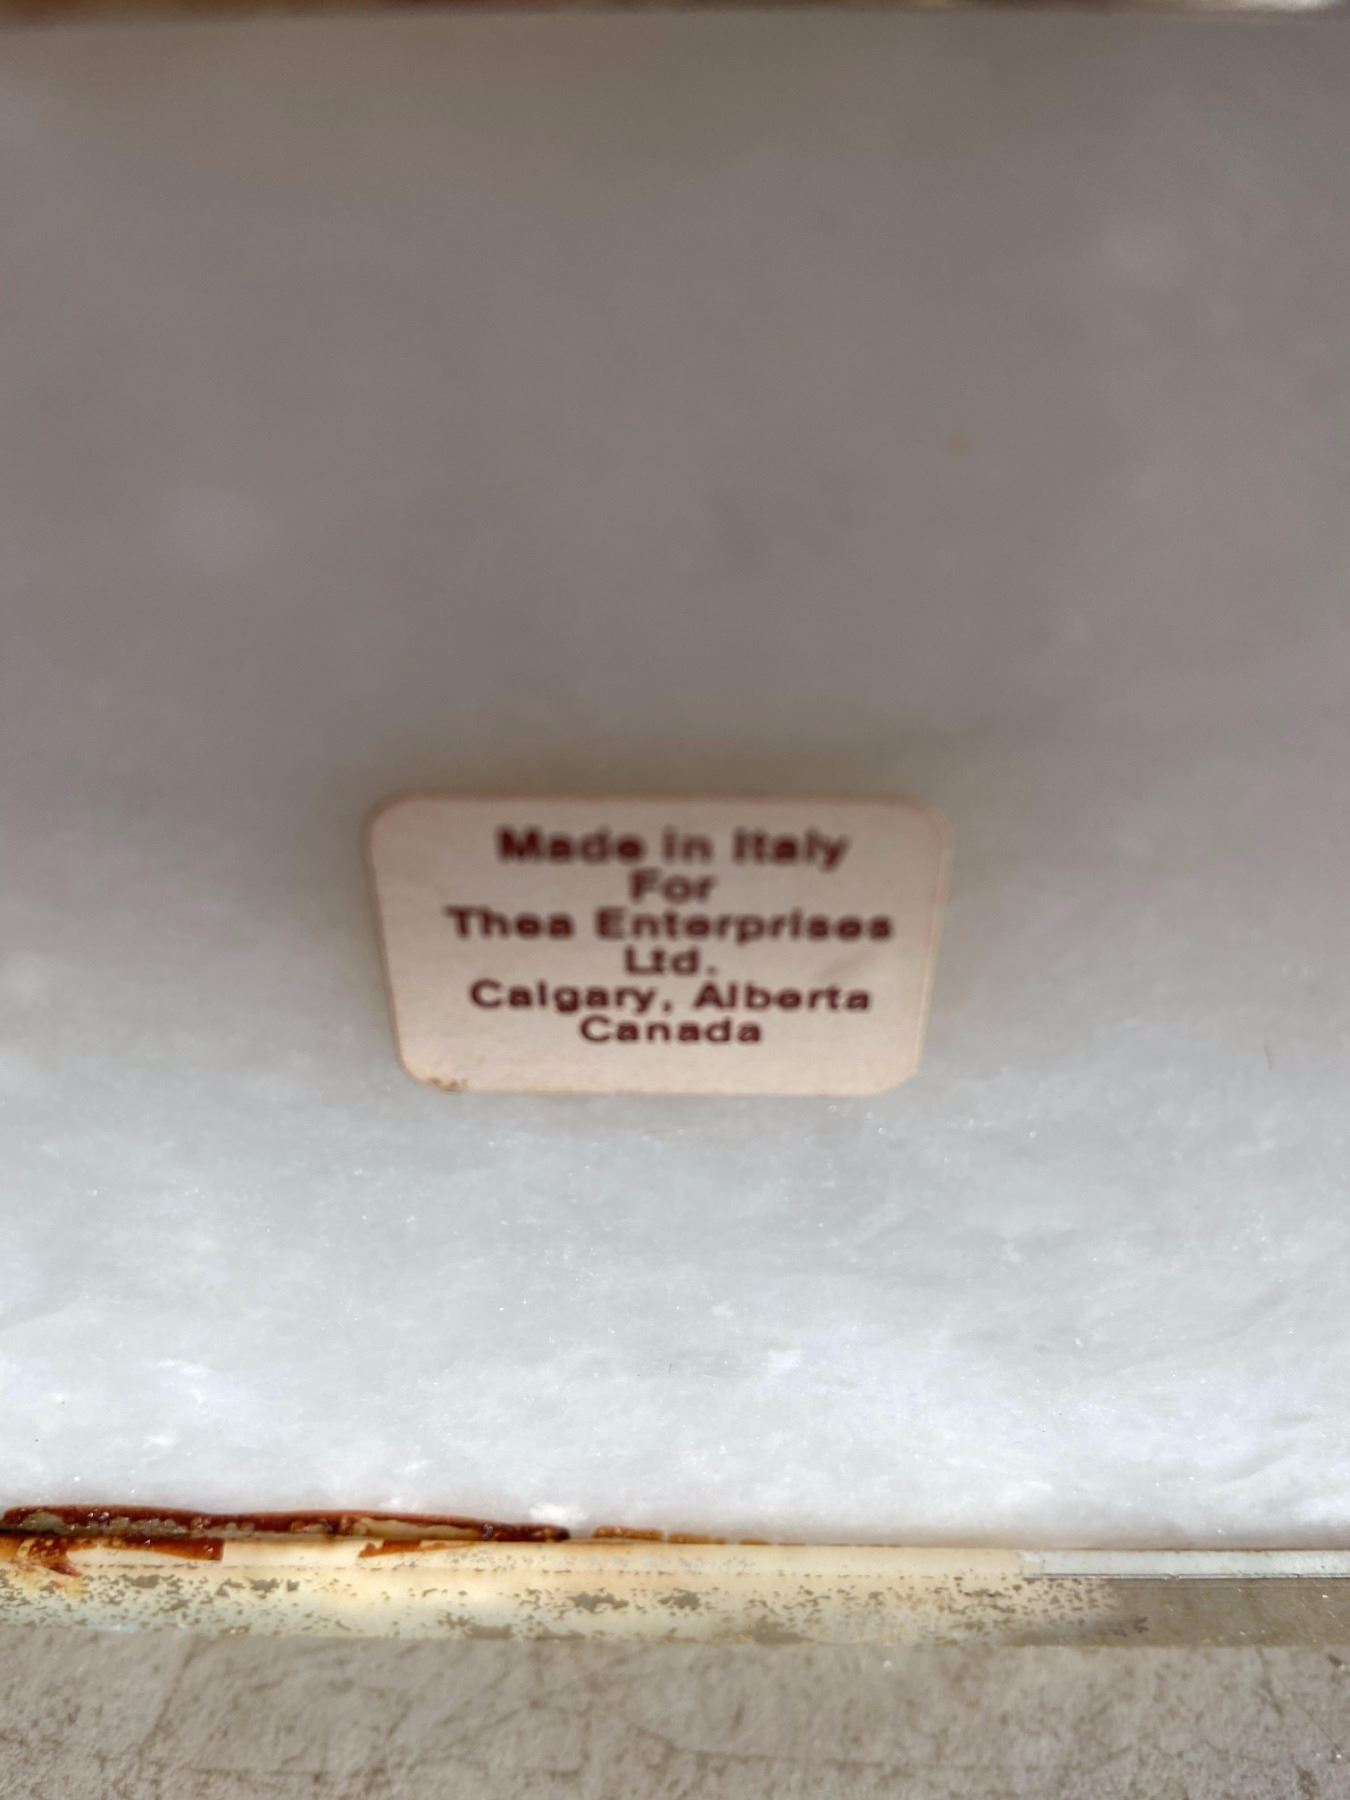 Made in Italy
For
Thea Enterprises
Ltd.
Calgary, Alberta
Canada